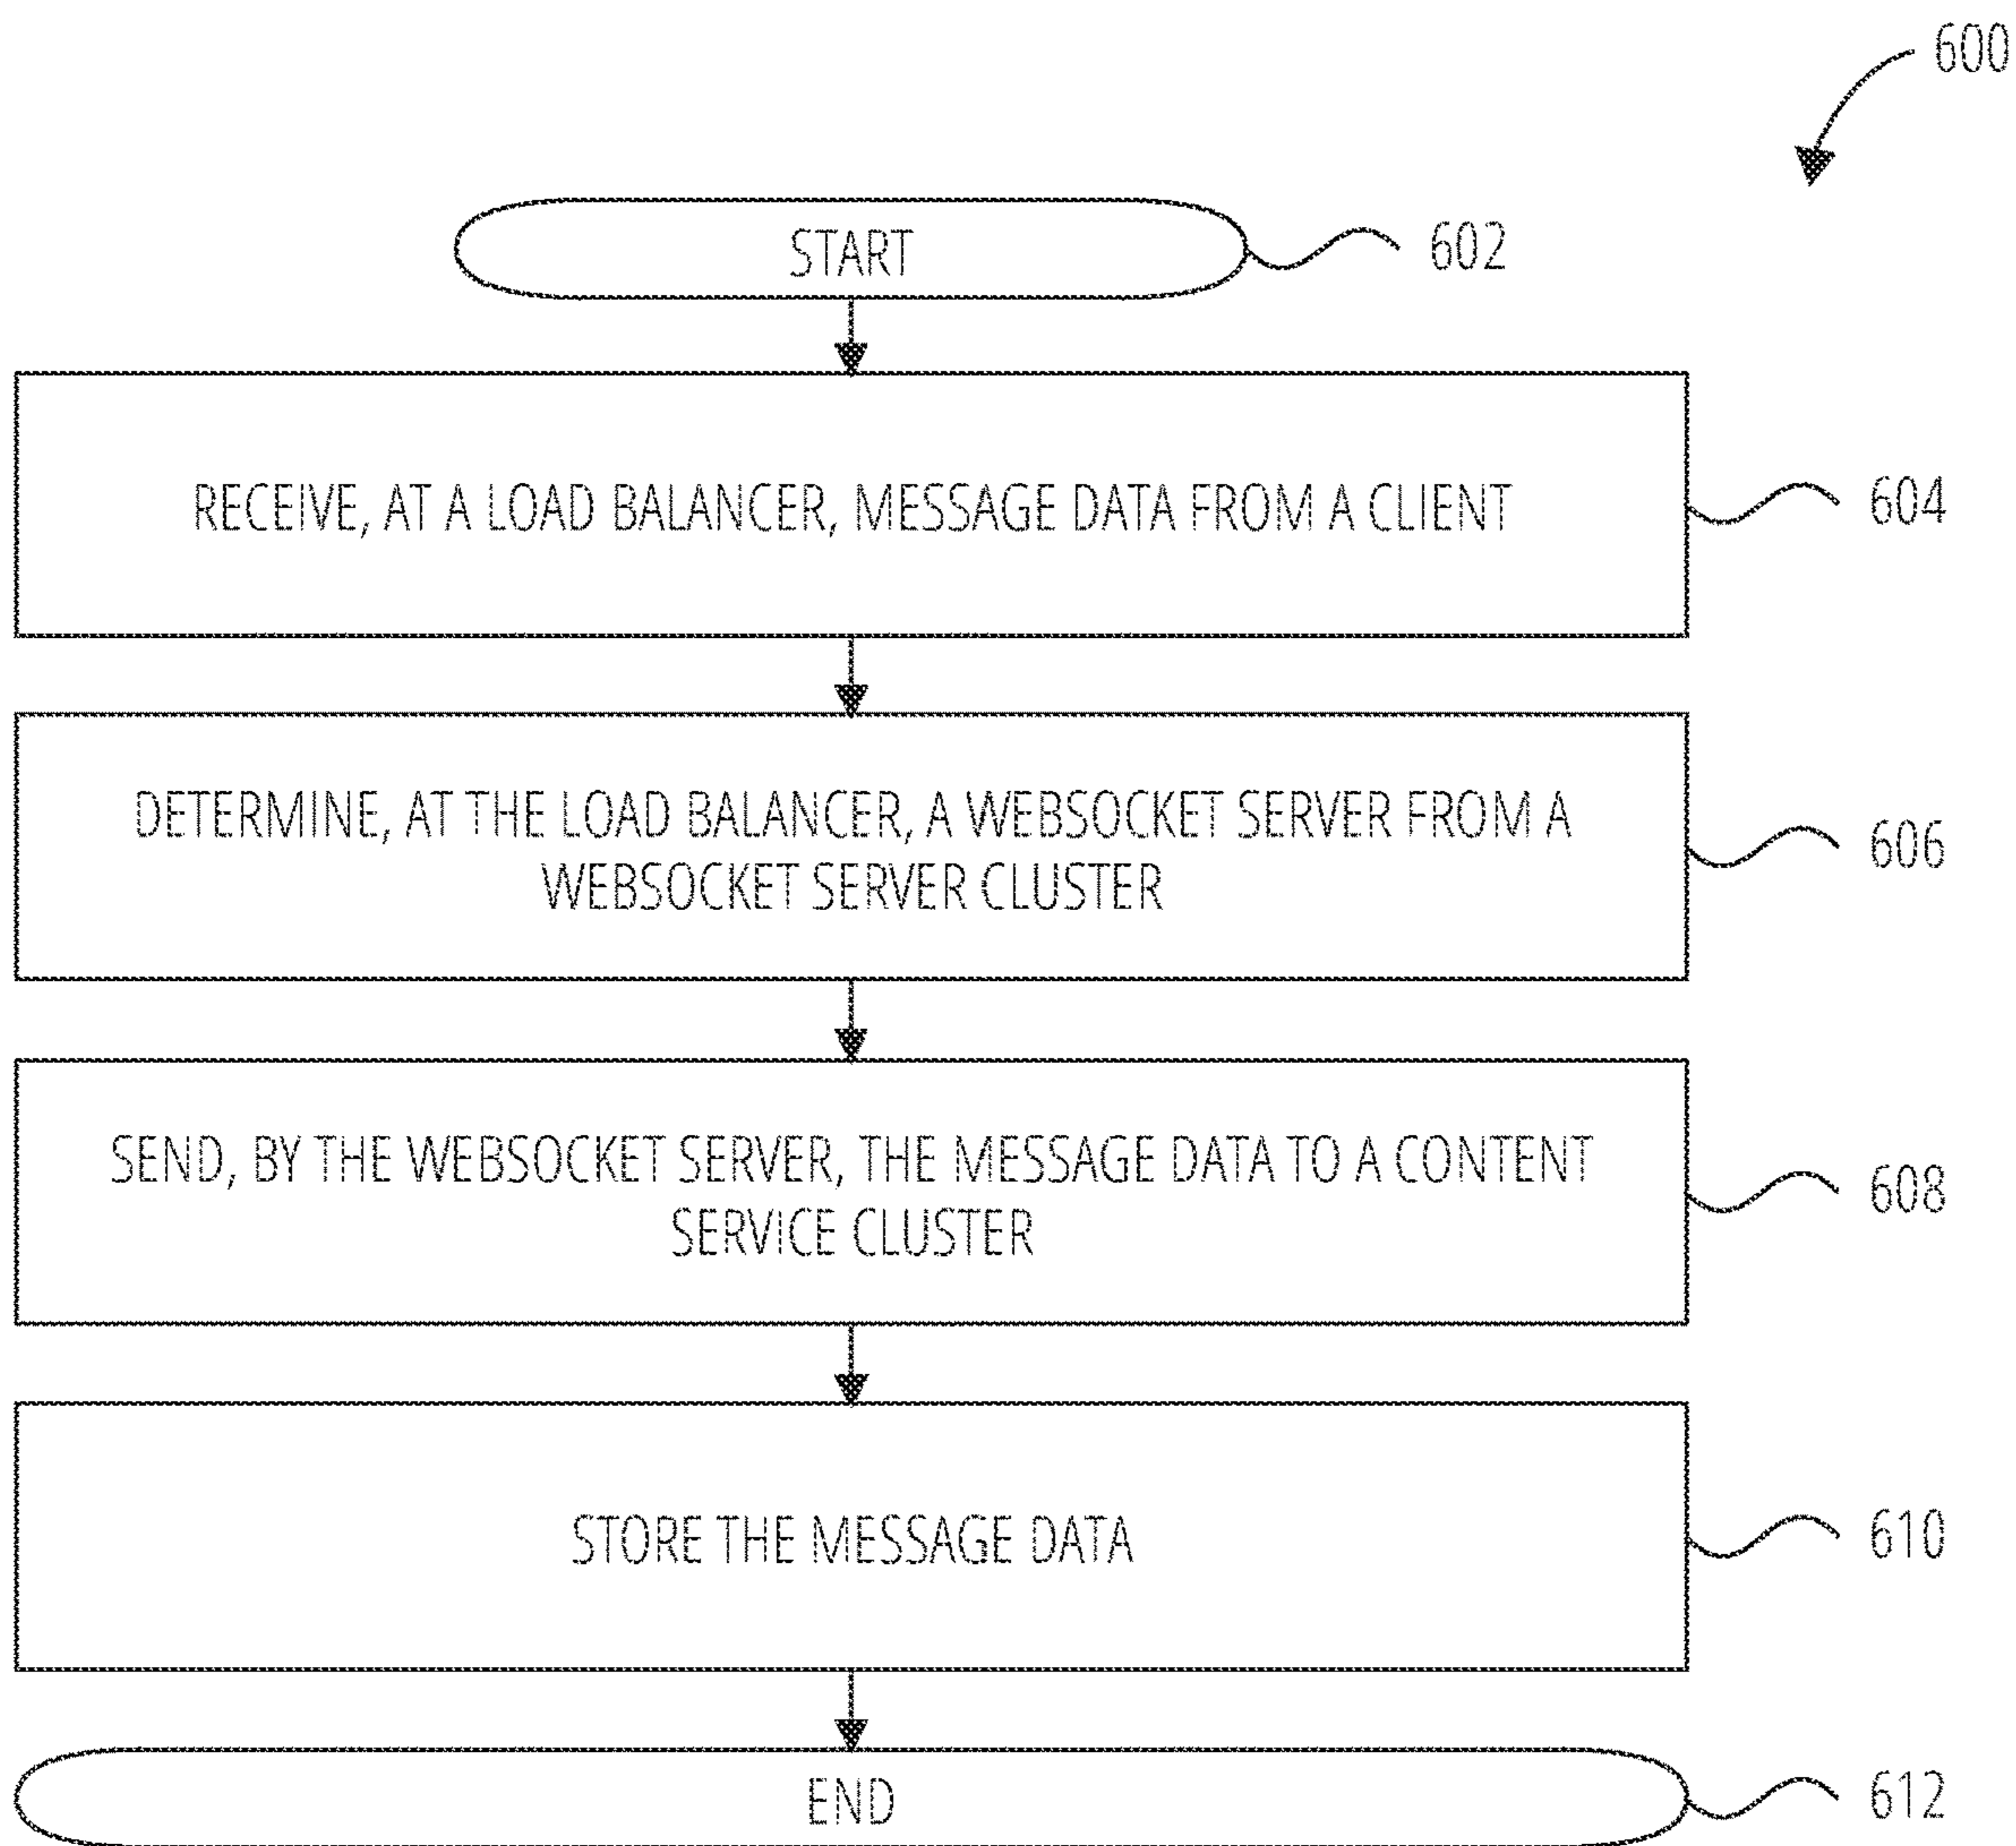 600
START
602
RECEIVE, AT A LOAD BALANCER, MESSAGE DATA FROM A CLIENT
604
DETERMINE, AT THE LOAD BALANCER, A WEBSOCKET SERVER FROM A
WEBSOCKET SERVER CLUSTER
606
SEND, BY THE WEBSOCKET SERVER, THE MESSAGE DATA TO A CONTENT
SERVICE CLUSTER
608
STORE THE MESSAGE DATA
610
END
612